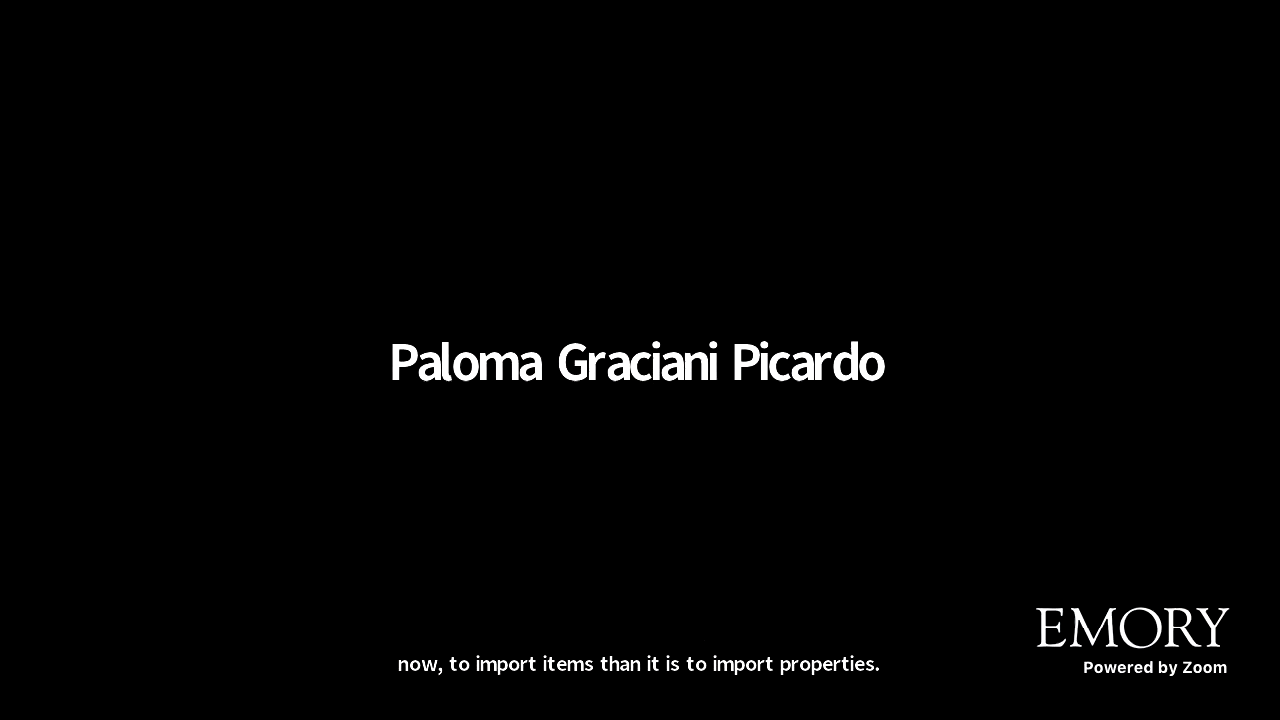 Paloma Graciani Picardo
EMORY
Powered by Zoom
now, to import items than it is to import properties.